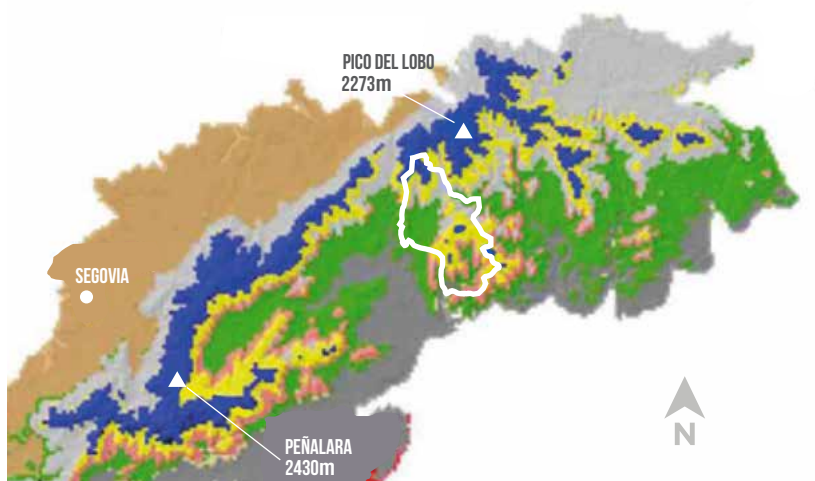 PICO DEL LOBO
2273m
SEGOVIA
N
PEÑALARA
2430m